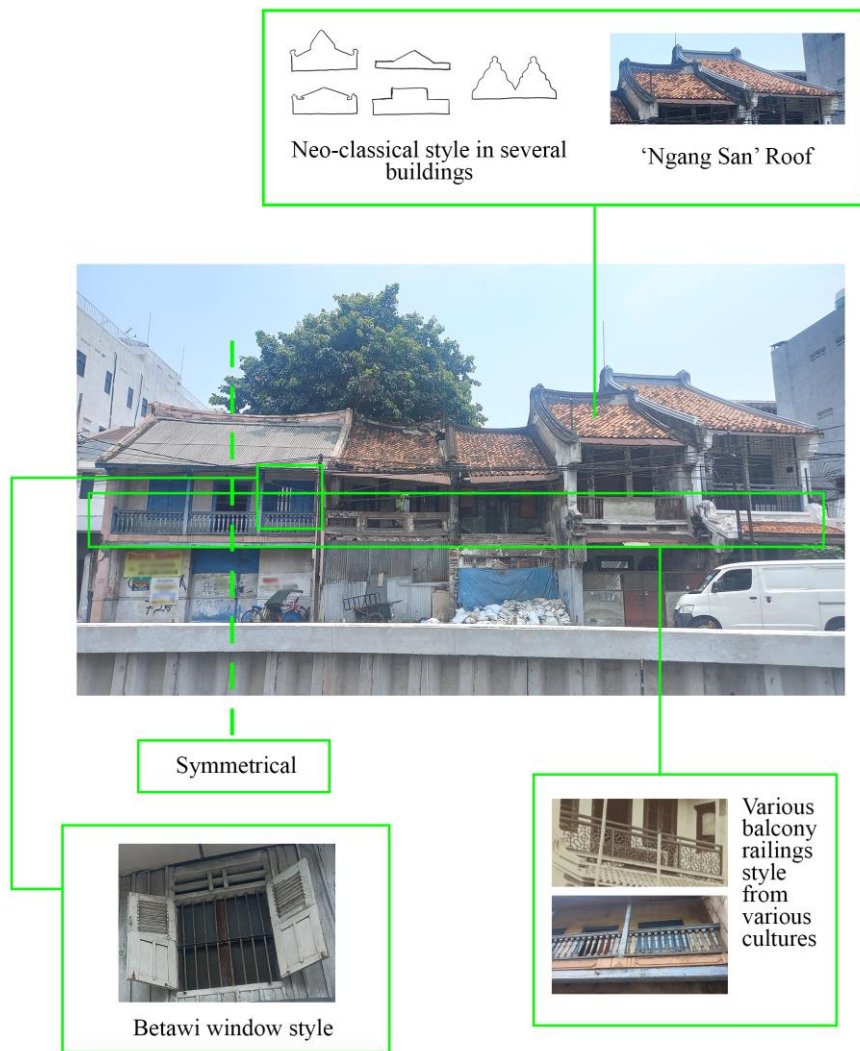 Neo-classical style in several
buildings
‘Ngang San’ Roof
Symmetrical
Betawi window style
Various
balcony
railings
style
from
various
cultures